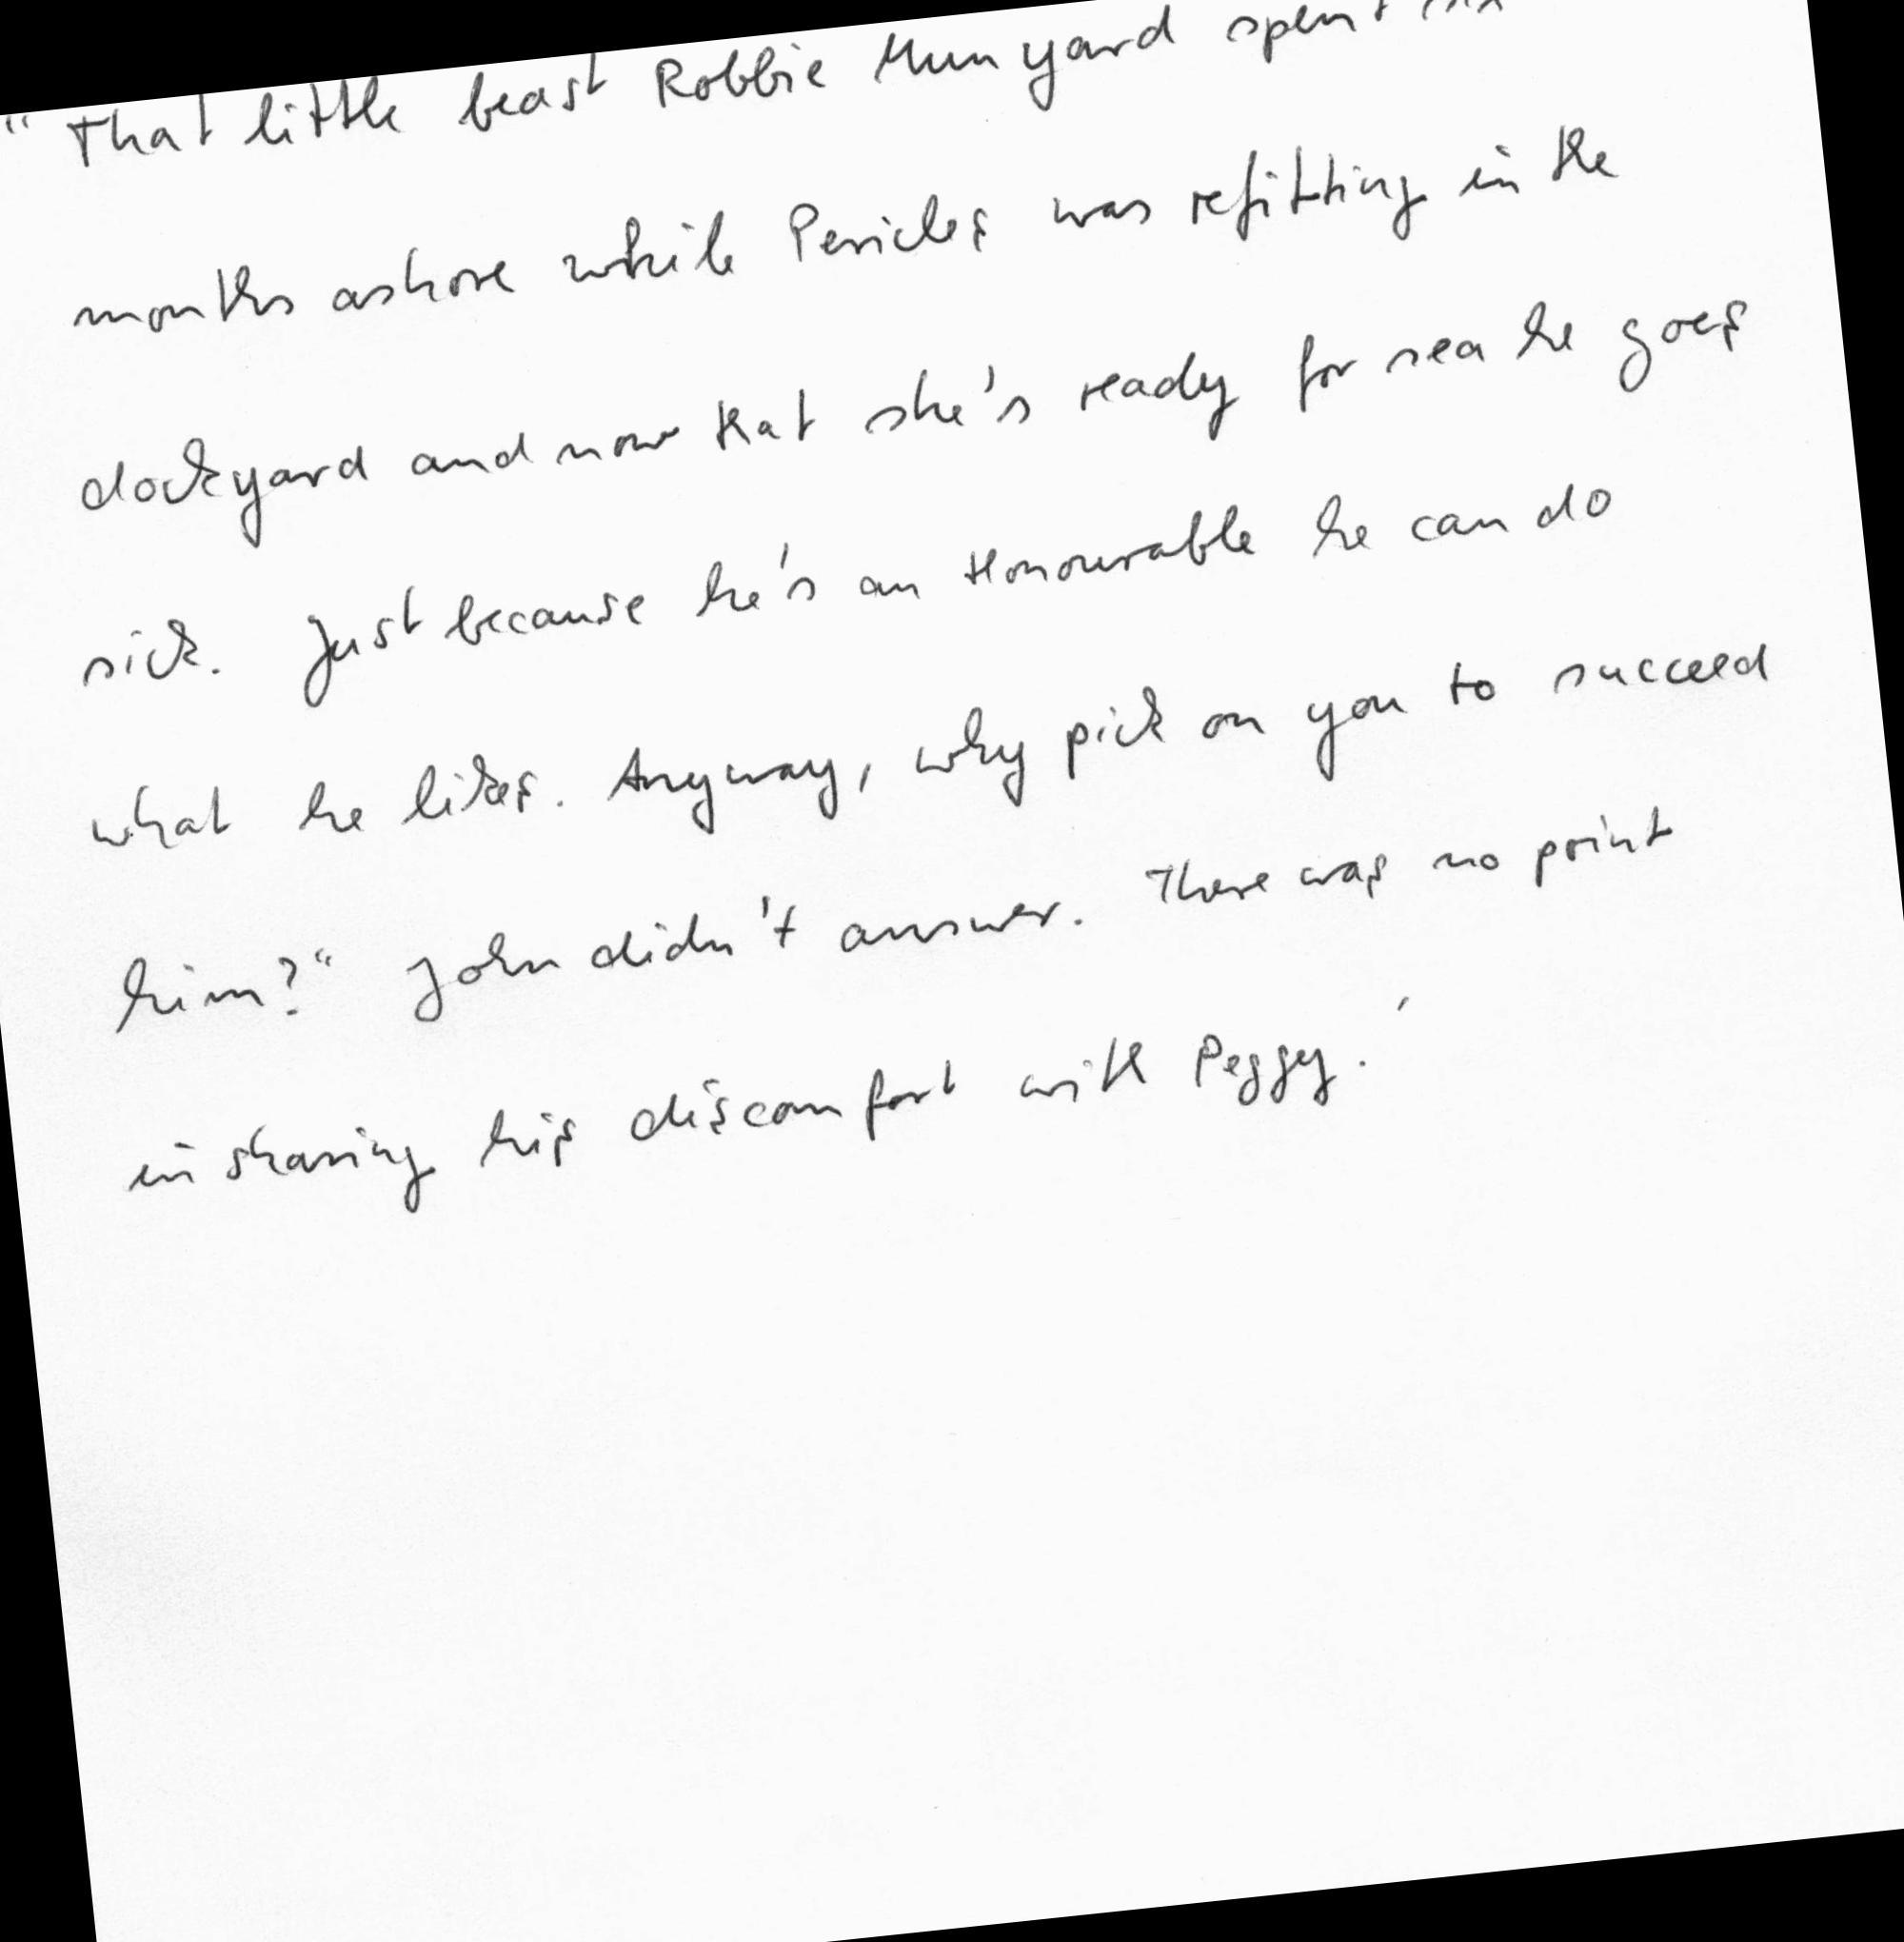 "That little beast Robbie Munyard spent
months ashore while Pericles was refitting in the
dockyard and now that she's ready for sea he goes
sick. Just because he's an Honourable he can do
what he likes. Anyway, why pick on you to succeed
him?" John didn't answer. There was no point
in sharing his discomfort with Peggy.